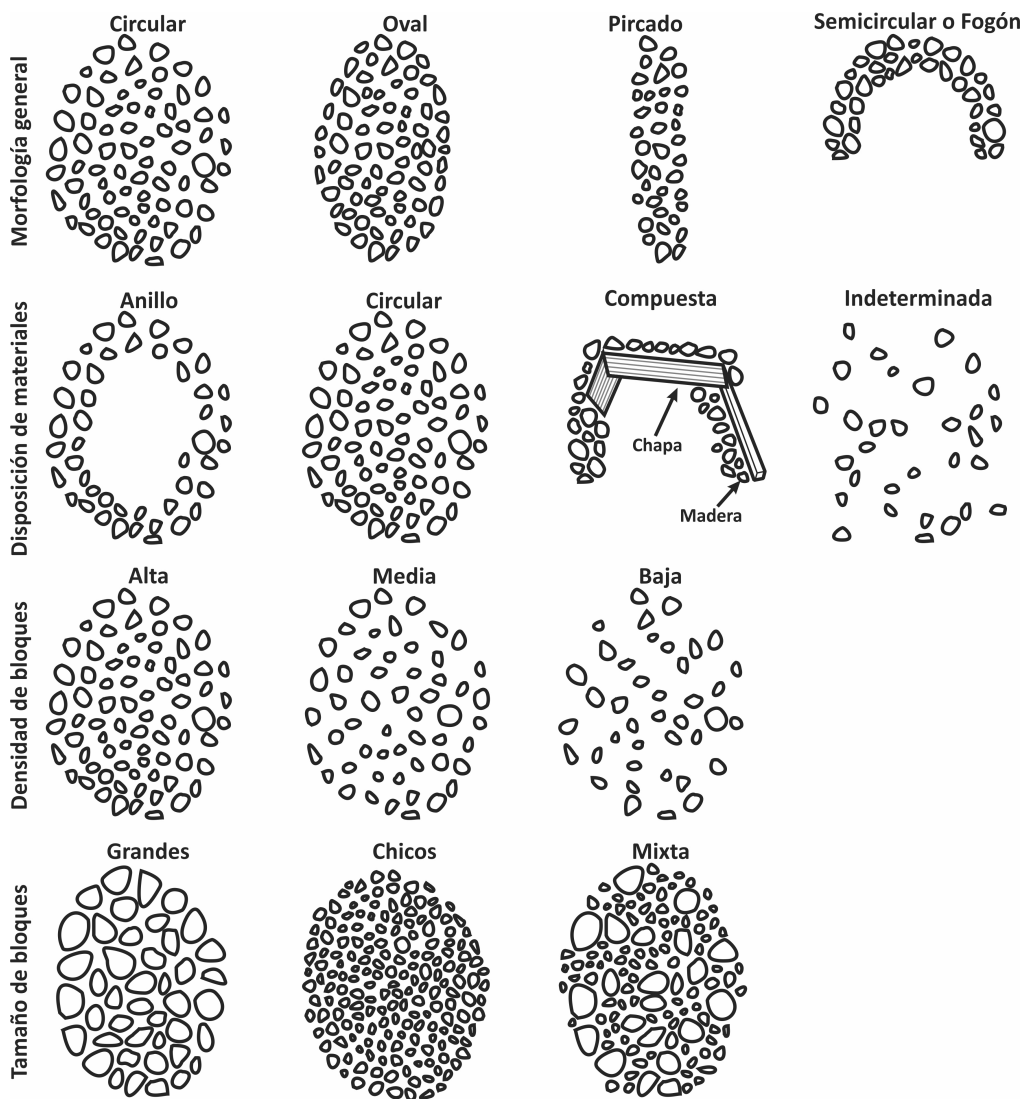 Circular
Oval
Pircado
Semicircular o Fogón
Morfología general
Anillo
Circular
Compuesta
Indeterminada
Disposición de materiales
Chapa
Madera
Alta
Media
Baja
Densidad de bloques
Grandes
Chicos
Mixta
Tamaño de bloques